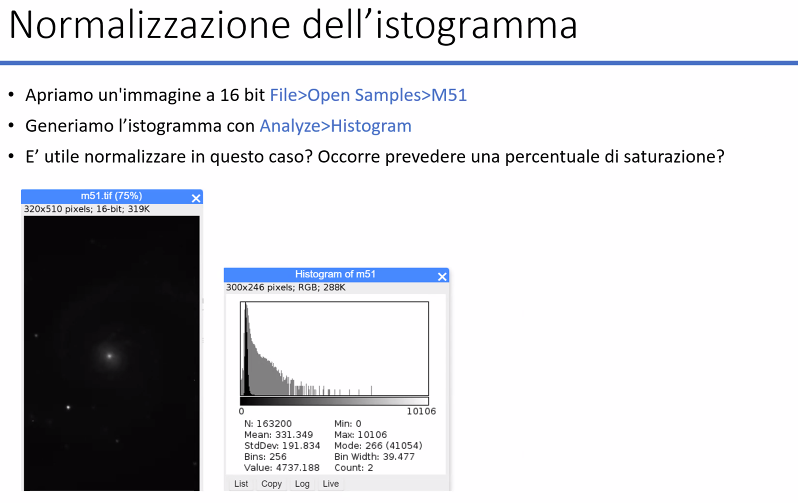 Normalizzazione dell’istogramma
• Apriamo un'immagine a 16 bit File>Open Samples>M51
• Generiamo l’istogramma con Analyze>Histogram
• E’ utile normalizzare in questo caso? Occorre prevedere una percentuale di saturazione?
m51.tif (75%)
320x510 pixels; 16-bit; 319K
Histogram of m51
300x246 pixels; RGB; 288K
0 10106
N: 163200 Min: 0
Mean: 331.349 Max: 10106
StdDev: 191.834 Mode: 266 (41054)
Bins: 256 Bin Width: 39.477
Value: 4737.188 Count: 2
List Copy Log Live